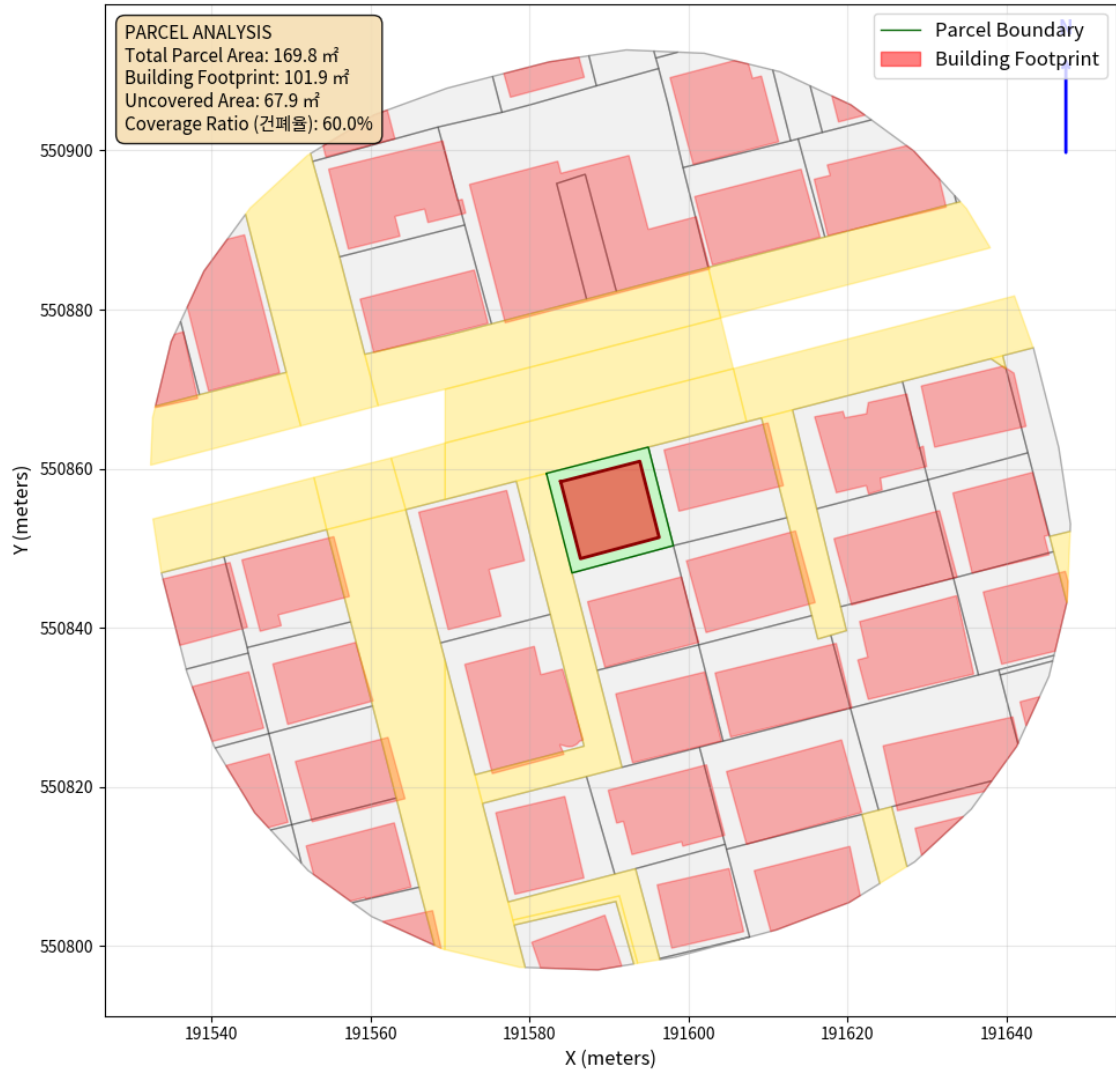 PARCEL ANALYSIS
Total Parcel Area: 169.8 ㎡
Building Footprint: 101.9 ㎡
Uncovered Area: 67.9 ㎡
Coverage Ratio (건폐율): 60.0%
Parcel Boundary
Building Footprint
N
Y (meters)
550900
550880
550860
550840
550820
550800
191540 191560 191580 191600 191620 191640
X (meters)